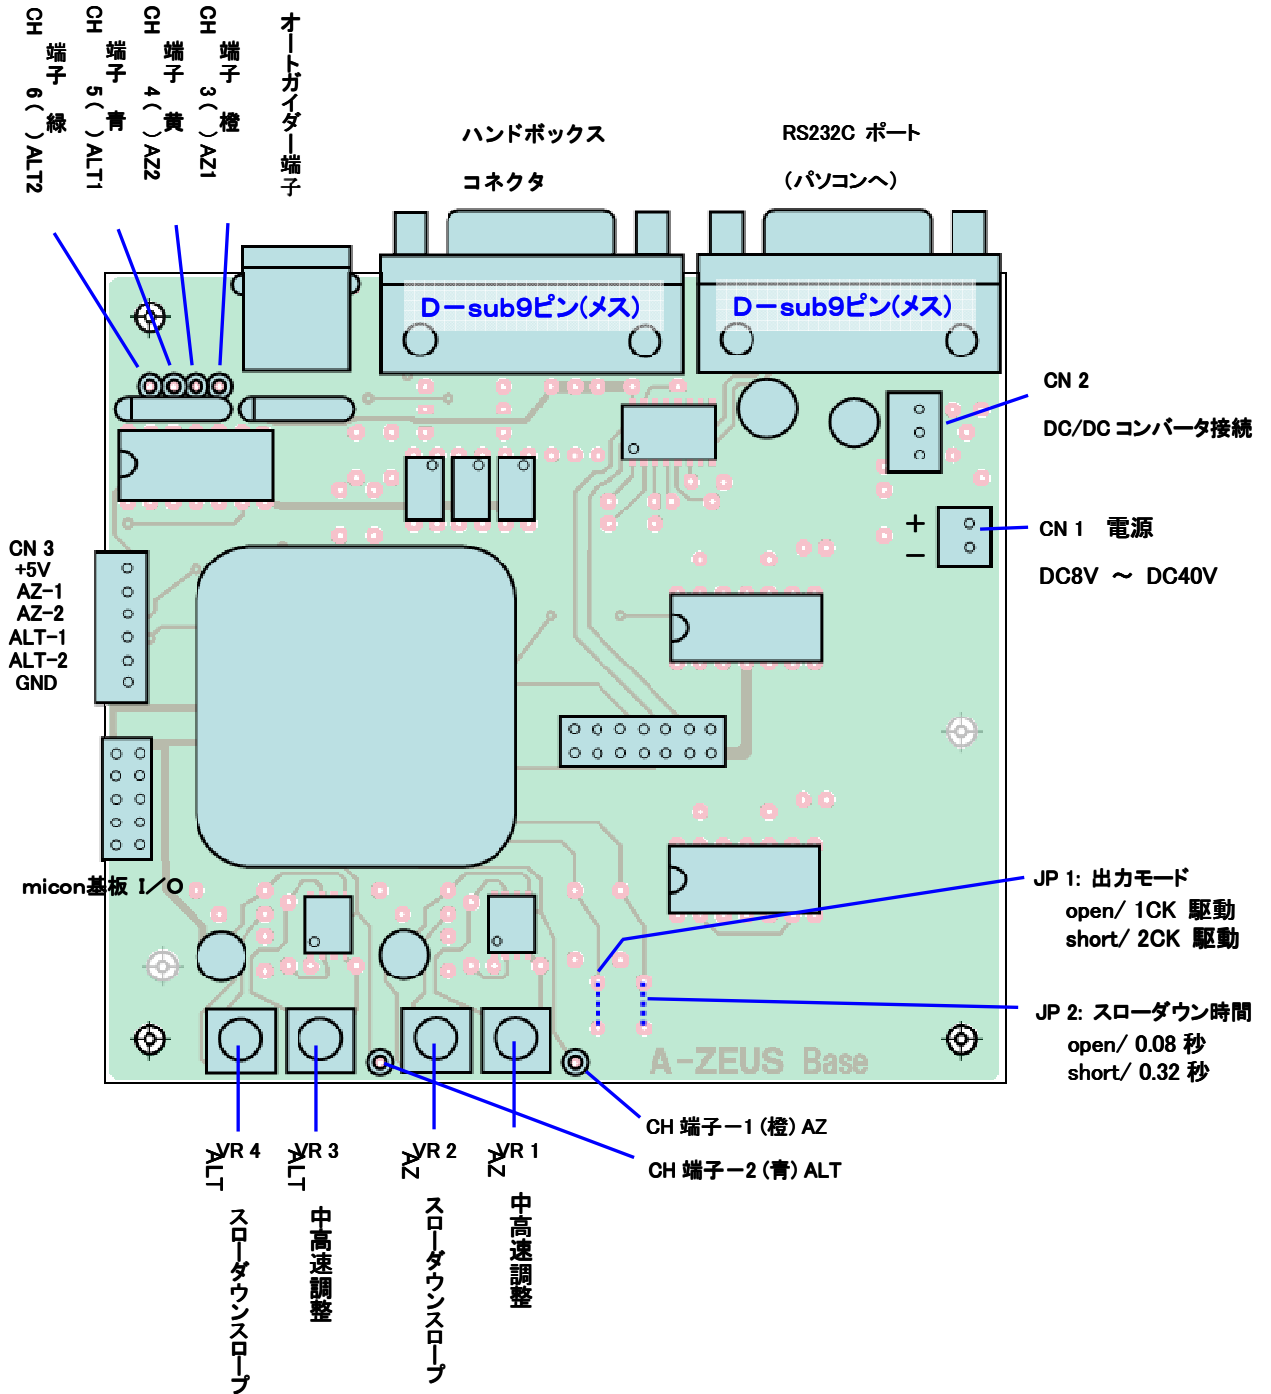 CH端子6(緑)ALT2
CH端子5(青)ALT1
CH端子4(黄)AZ2
CH端子3(橙)AZ1
オートガイダー端子
ハンドボックス
コネクタ
RS232C ポート
(パソコンへ)
D-sub9ピン(メス)
D-sub9ピン(メス)
CN 2
DC/DC コンバータ接続
+
-
CN 1 電源
DC8V ～ DC40V
CN 3
+5V
AZ-1
AZ-2
ALT-1
ALT-2
GND
micon基板 I/O
JP 1: 出力モード
open/ 1CK 駆動
short/ 2CK 駆動
JP 2: スローダウン時間
open/ 0.08 秒
short/ 0.32 秒
A-ZEUS Base
CH 端子-1 (橙) AZ
CH 端子-2 (青) ALT
VR 4
ALT スローダウンスロープ
VR 3
ALT 中高速調整
VR 2
AZ スローダウンスロープ
VR 1
AZ 中高速調整